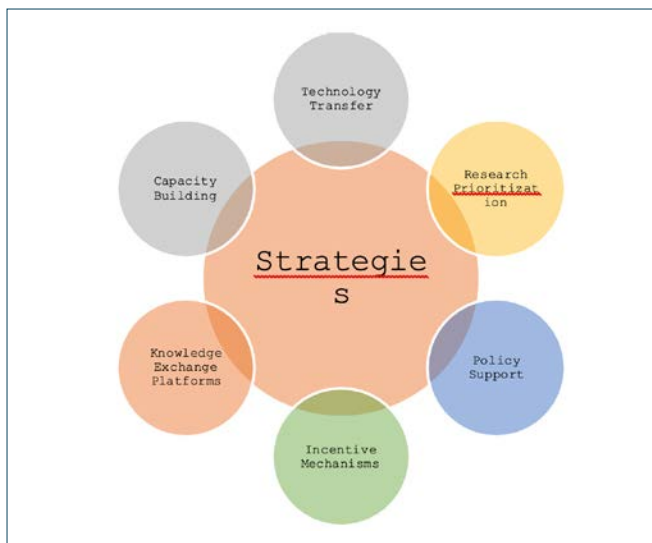 Technology
Transfer
Research
Prioritizat
ion
Capacity
Building
Strategie
s
Knowledge
Exchange
Platforms
Policy
Support
Incentive
Mechanisms